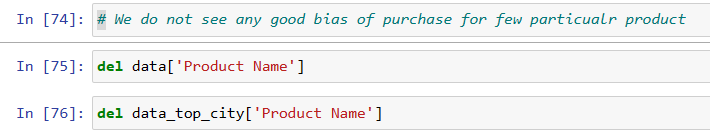 In [74]: # We do not see any good bias of purchase for few particualr product
In [75]: del data['Product Name']
In [76]: del data_top_city['Product Name']